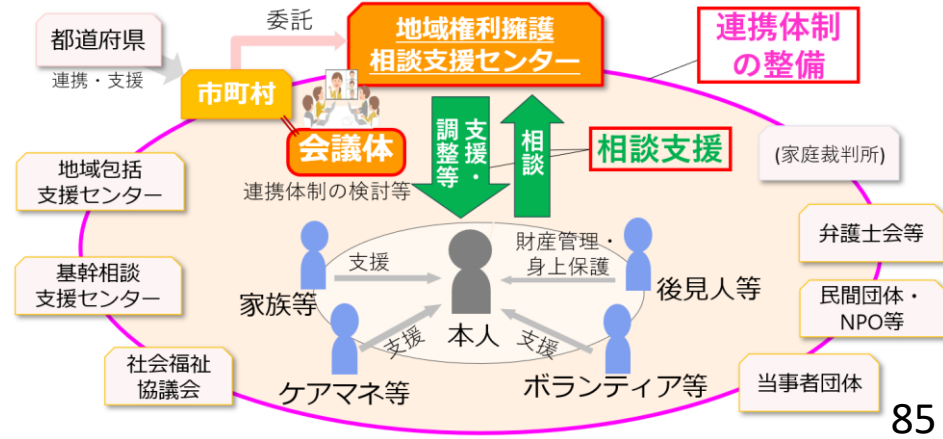 委託
都道府県
連携・支援
市町村
地域権利擁護
相談支援センター
連携体制
の整備
会議体
連携体制の検討等
支援・
調整等
相談
相談支援
(家庭裁判所)
地域包括
支援センター
弁護士会等
基幹相談
支援センター
民間団体・
NPO等
社会福祉
協議会
当事者団体
家族等
支援
本人
財産管理・
身上保護
後見人等
支援
ケアマネ等
支援
ボランティア等
85